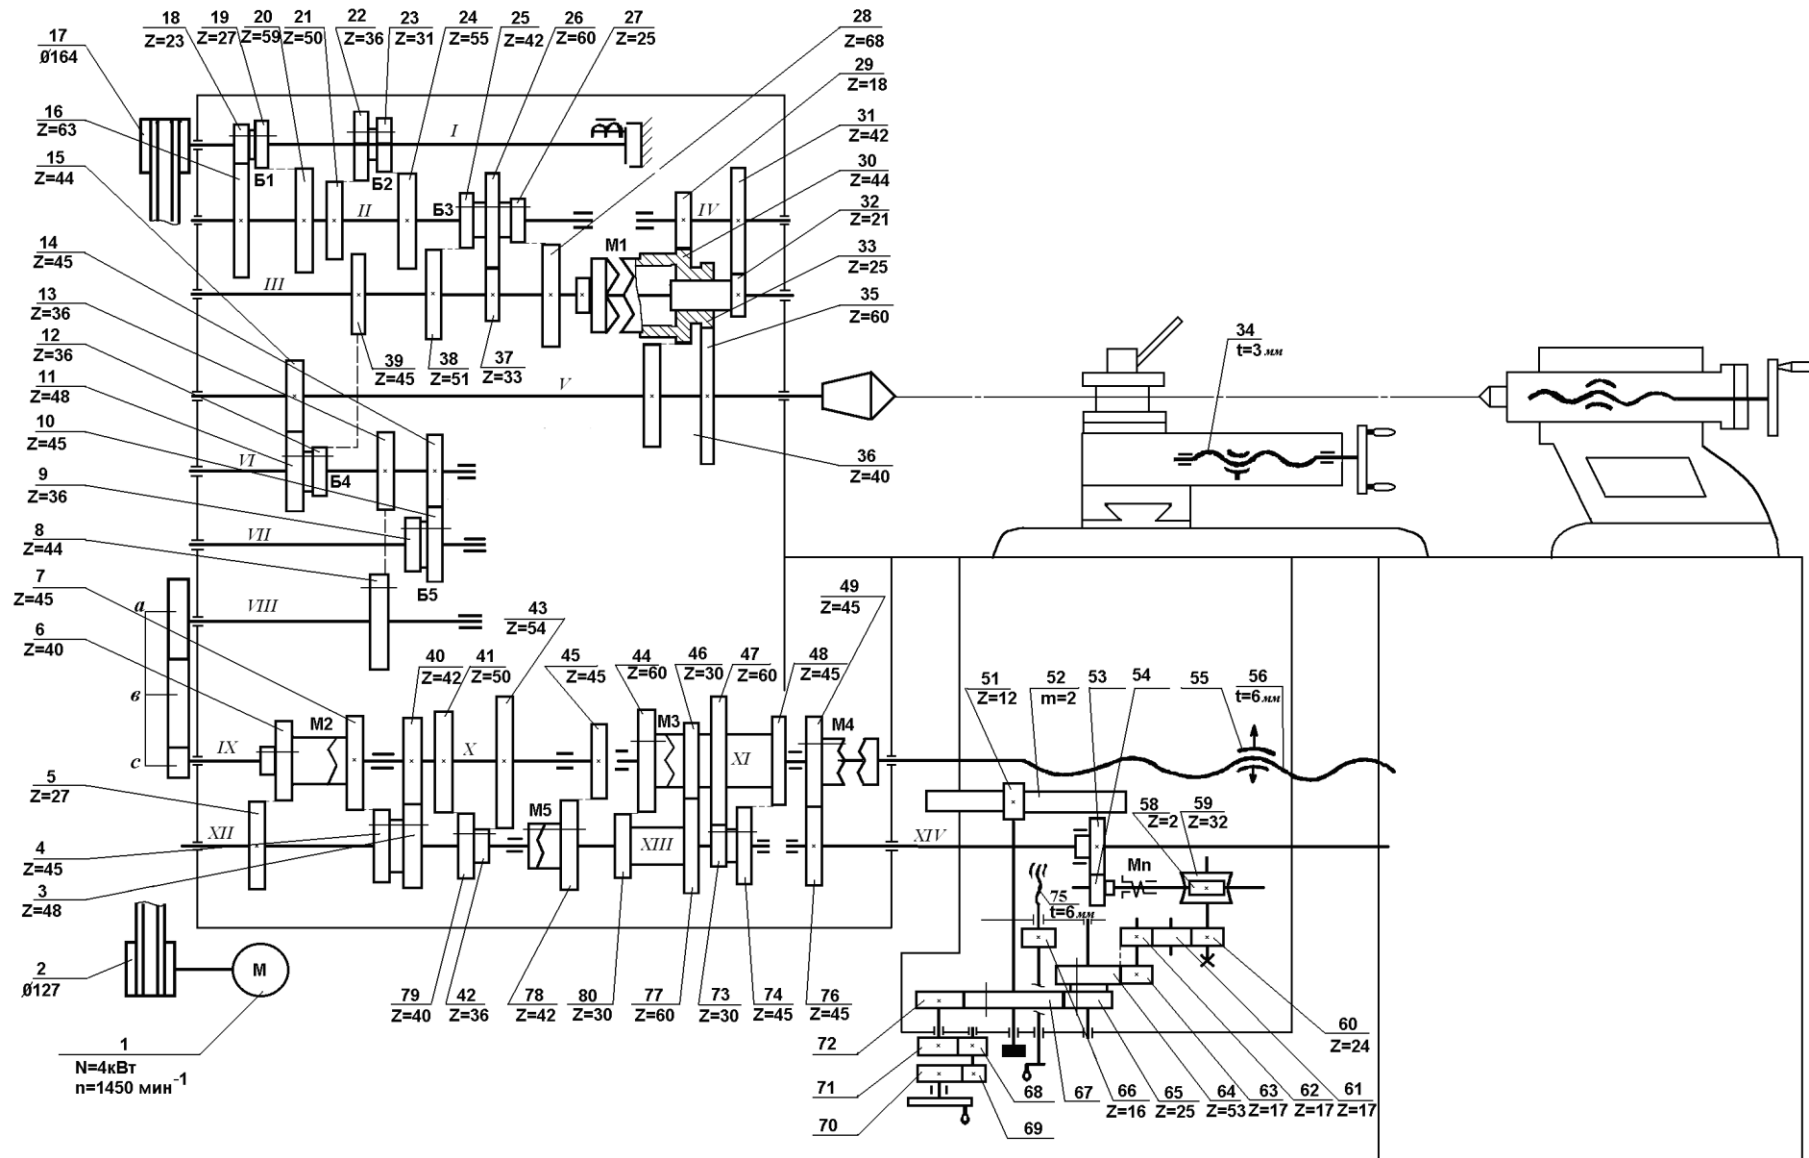 17
Ø164
18
Z=23
19
Z=27
20
Z=59
21
Z=50
22
Z=36
23
Z=31
24
Z=55
25
Z=42
26
Z=60
27
Z=25
28
Z=68
29
Z=18
16
Z=63
31
Z=42
15
Z=44
30
Z=44
32
Z=21
33
Z=25
14
Z=45
13
Z=36
35
Z=60
12
Z=36
11
Z=48
10
Z=45
9
Z=36
8
Z=44
7
Z=45
6
Z=40
5
Z=27
4
Z=45
3
Z=48
2
Ø127
1
N=4кВт
n=1450 мин⁻¹
М
I
Б1
Б2
II
Б3
IV
М1
III
39
Z=45
38
Z=51
37
Z=33
V
36
Z=40
34
t=3 мм
VI
Б4
VII
Б5
VIII
а
в
с
43
Z=54
49
Z=45
40
Z=42
41
Z=50
45
Z=45
44
Z=60
46
Z=30
47
Z=60
48
Z=45
IX
М2
X
М3
XI
М4
XII
М5
XIII
XIV
79
Z=40
42
Z=36
78
Z=42
80
Z=30
77
Z=60
73
Z=30
74
Z=45
76
Z=45
51
Z=12
52
m=2
53
54
55
56
t=6 мм
58
Z=2
59
Z=32
Мп
75
t=6 мм
72
71
70
68
69
67
66
Z=16
65
Z=25
64
Z=53
63
Z=17
62
Z=17
61
Z=17
60
Z=24